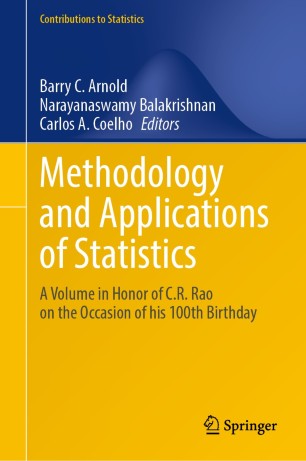 Contributions to Statistics
Barry C. Arnold
Narayanaswamy Balakrishnan
Carlos A. Coelho Editors
Methodology
and Applications
of Statistics
A Volume in Honor of C.R. Rao
on the Occasion of his 100th Birthday
Springer